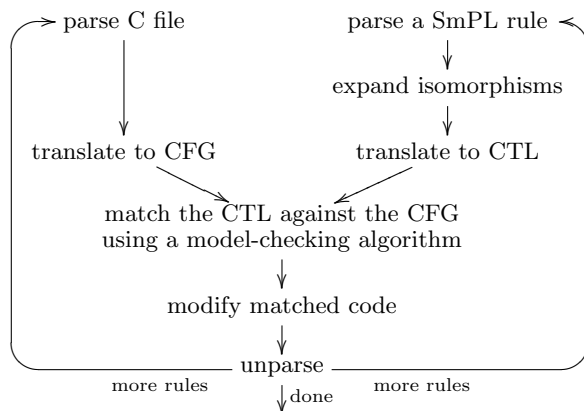 parse C file
parse a SmPL rule
expand isomorphisms
translate to CFG
translate to CTL
match the CTL against the CFG
using a model-checking algorithm
modify matched code
unparse
more rules
more rules
done